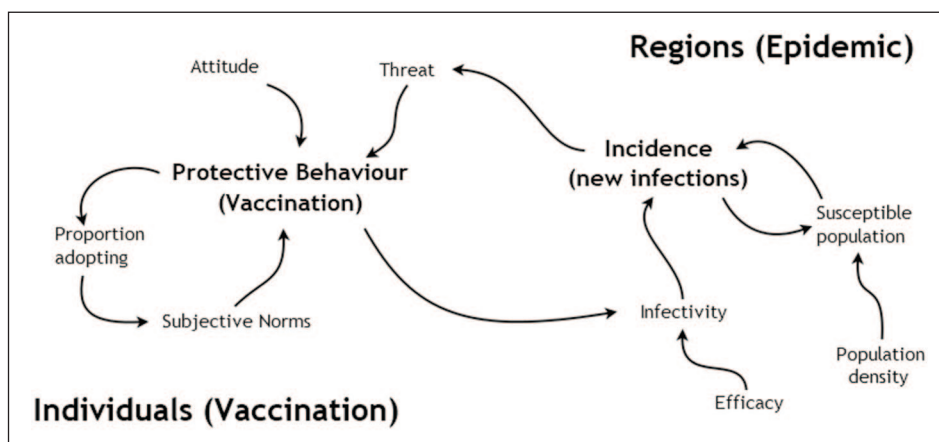 Regions (Epidemic)
Attitude
Threat
Incidence
(new infections)
Protective Behaviour
(Vaccination)
Susceptible
population
Proportion
adopting
Subjective Norms
Infectivity
Population
density
Efficacy
Individuals (Vaccination)